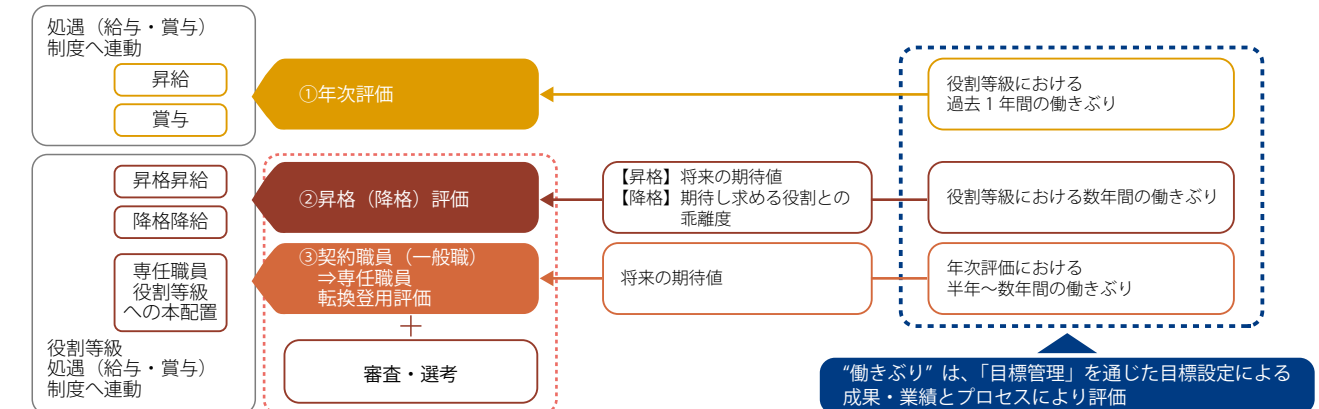 処遇（給与・賞与）
制度へ連動
昇給
賞与
①年次評価
役割等級における
過去１年間の働きぶり
昇格昇給
降格降給
②昇格（降格）評価
【昇格】将来の期待値
【降格】期待し求める役割との
乖離度
役割等級における数年間の働きぶり
専任職員
役割等級
への本配置
③契約職員（一般職）
⇒専任職員
転換登用評価
将来の期待値
年次評価における
半年～数年間の働きぶり
＋
審査・選考
役割等級
処遇（給与・賞与）
制度へ連動
“働きぶり”は、「目標管理」を通じた目標設定による
成果・業績とプロセスにより評価